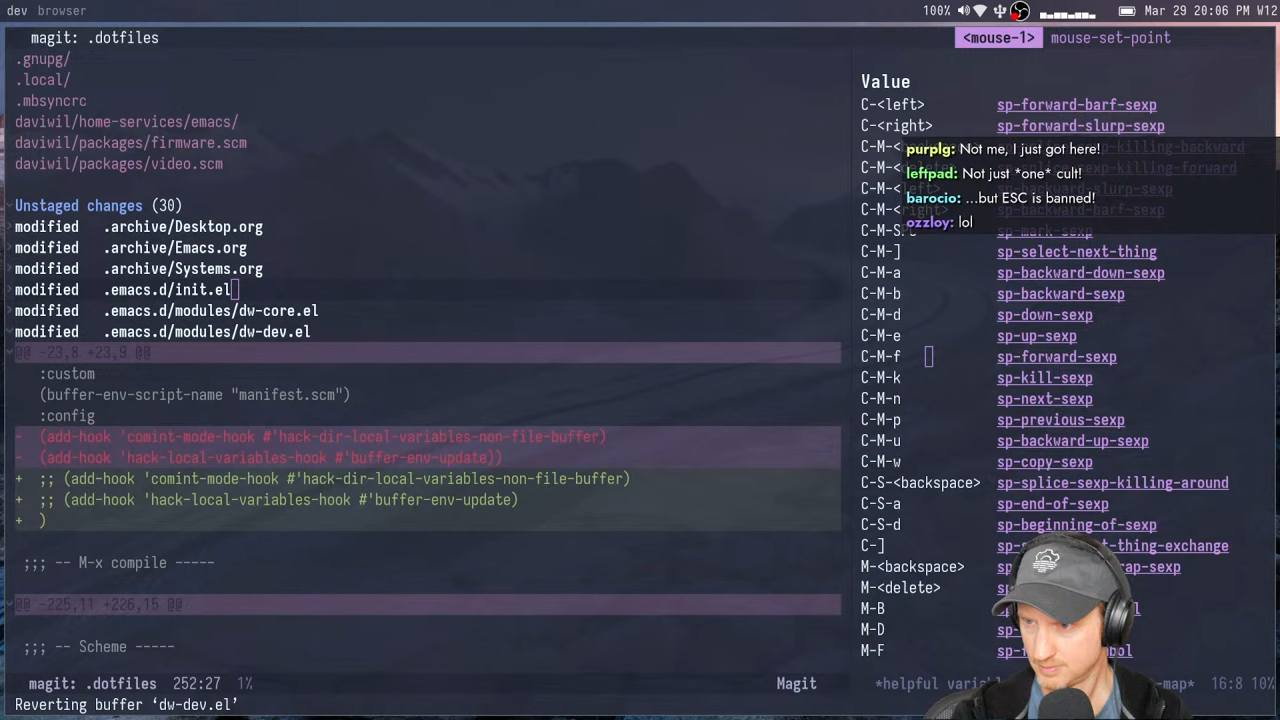 dev browser
100% Mar 29 20:06 PM W12
magit: .dotfiles
.gnupg/
.local/
.mbsyncrc
daviwil/home-services/emacs/
daviwil/packages/firmware.scm
daviwil/packages/video.scm
Unstaged changes (30)
modified .archive/Desktop.org
modified .archive/Emacs.org
modified .archive/Systems.org
modified .emacs.d/init.el
modified .emacs.d/modules/dw-core.el
modified .emacs.d/modules/dw-dev.el
@@ -23,8 +23,9 @@
:custom
(buffer-env-script-name "manifest.scm")
:config
- (add-hook 'comint-mode-hook #'hack-dir-local-variables-non-file-buffer)
- (add-hook 'hack-local-variables-hook #'buffer-env-update))
+ ;; (add-hook 'comint-mode-hook #'hack-dir-local-variables-non-file-buffer)
+ ;; (add-hook 'hack-local-variables-hook #'buffer-env-update)
+ )
;;; -- M-x compile -----
@@ -225,11 +226,15 @@
;;; -- Scheme -----
magit: .dotfiles 252:27 1% Magit
Reverting buffer ‘dw-dev.el’
<mouse-1> mouse-set-point
Value
C-<left> sp-forward-barf-sexp
C-<right> sp-forward-slurp-sexp
purplg: Not me, I just got here!
leftpad: Not just *one* cult!
barocio: ...but ESC is banned!
ozzloy: lol
C-M-] sp-select-next-thing
C-M-a sp-backward-down-sexp
C-M-b sp-backward-sexp
C-M-d sp-down-sexp
C-M-e sp-up-sexp
C-M-f sp-forward-sexp
C-M-k sp-kill-sexp
C-M-n sp-next-sexp
C-M-p sp-previous-sexp
C-M-u sp-backward-up-sexp
C-M-w sp-copy-sexp
C-S-<backspace> sp-splice-sexp-killing-around
C-S-a sp-end-of-sexp
C-S-d sp-beginning-of-sexp
C-]
M-<backspace>
M-<delete>
M-B
M-D
M-F
*helpful 16:8 10%